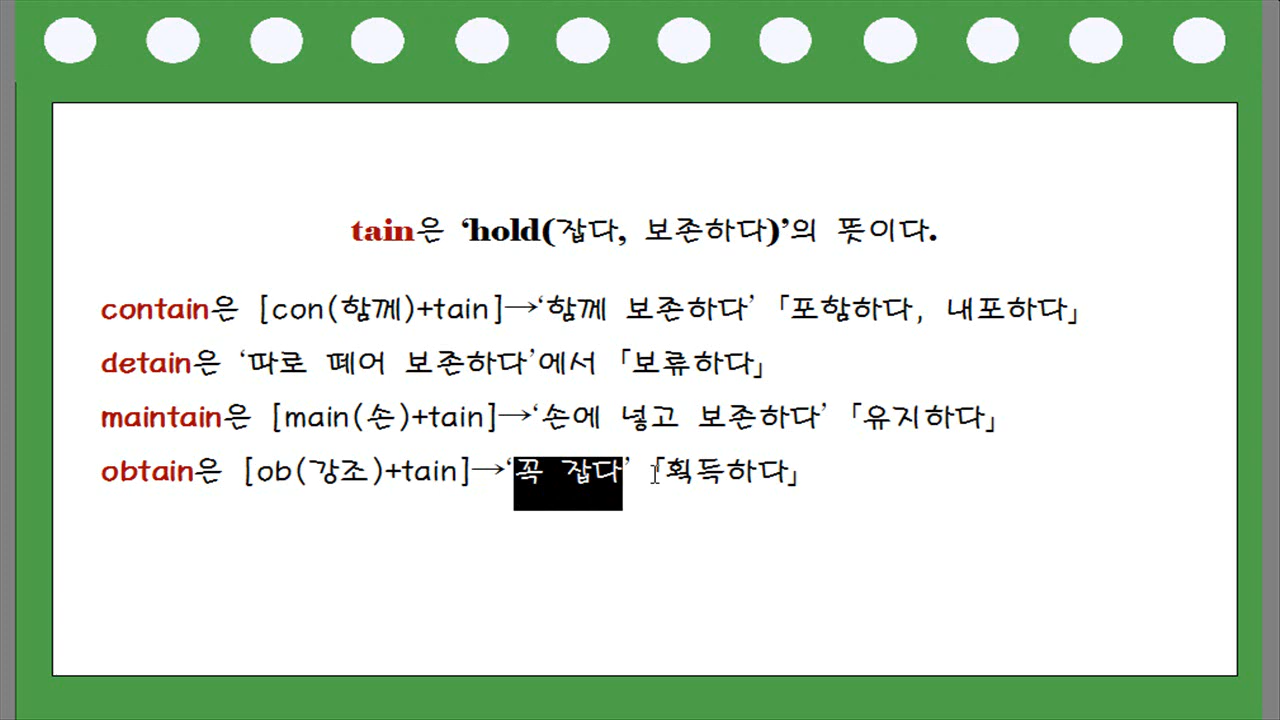 tain은 ‘hold(잡다, 보존하다)’의 뜻이다.
contain은 [con(함께)+tain]→‘함께 보존하다’ 「포함하다, 내포하다」
detain은 ‘따로 떼어 보존하다’에서 「보류하다」
maintain은 [main(손)+tain]→‘손에 넣고 보존하다’ 「유지하다」
obtain은 [ob(강조)+tain]→‘꼭 잡다’ 「획득하다」